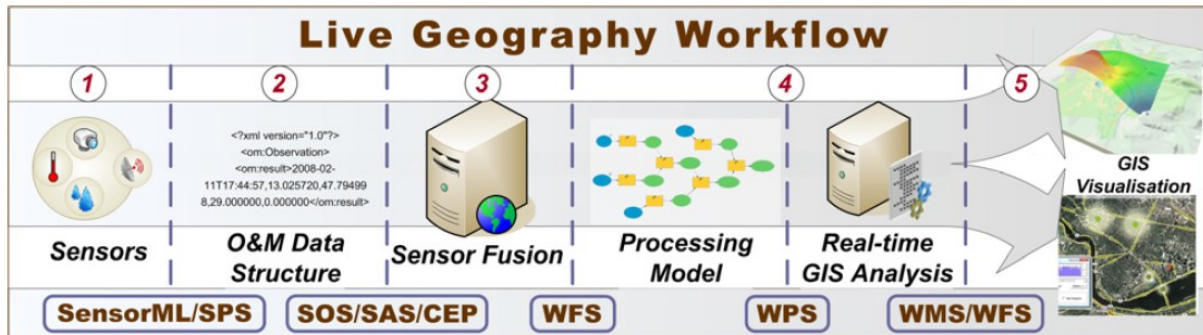 Live Geography Workflow
1
2
3
4
5
<?xml version="1.0"?>
<om:Observation>
<om:result>2008-02-
11T17:44:57,13.025720,47.79499
8,29.000000,0.000000</om:result>
GIS
Visualisation
Sensors
O&M Data
Structure
Sensor Fusion
Processing
Model
Real-time
GIS Analysis
SensorML/SPS
SOS/SAS/CEP
WFS
WPS
WMS/WFS